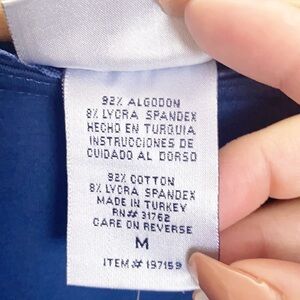 92% ALGODON
8% LYCRA SPANDEX
HECHO EN TURQUIA
INSTRUCCIONES DE
CUIDADO AL DORSO
92% COTTON
8% LYCRA SPANDEX
MADE IN TURKEY
RN# 31762
CARE ON REVERSE
M
ITEM# 197159